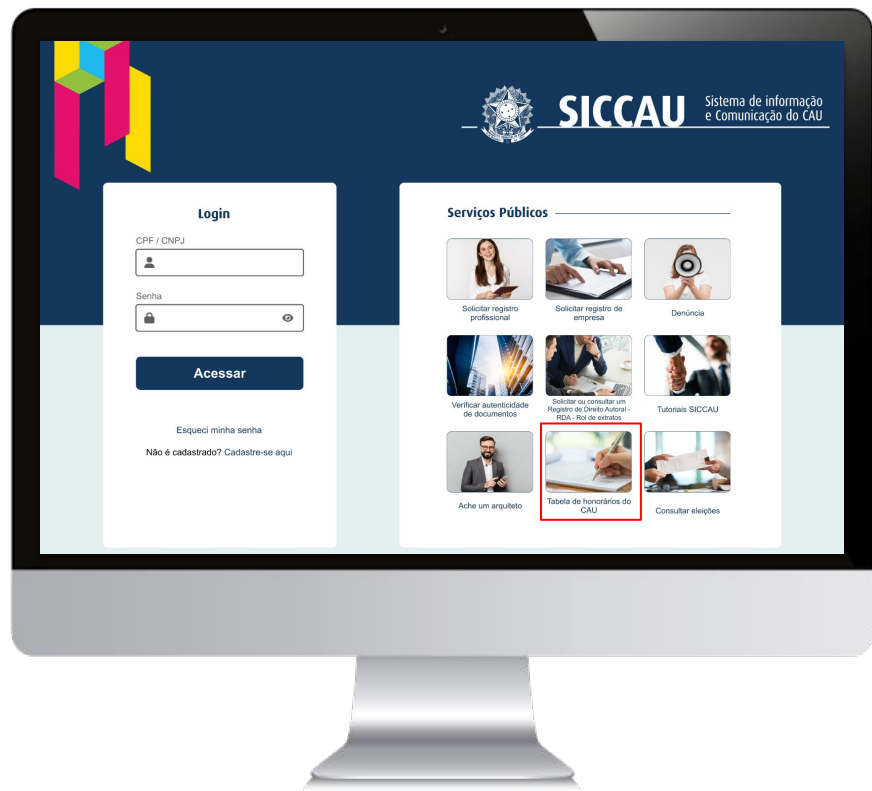 SICCAU
Sistema de informação
e Comunicação do CAU
Login
CPF / CNPJ
Senha
Acessar
Esqueci minha senha
Não é cadastrado? Cadastre-se aqui
Serviços Públicos
Solicitar registro
profissional
Solicitar registro de
empresa
Denúncia
Verificar autenticidade
de documentos
Solicitar ou consultar um
Registro de Direito Autoral -
RDA - Rol de extratos
Tutoriais SICCAU
Ache um arquiteto
Tabela de honorários do
CAU
Consultar eleições